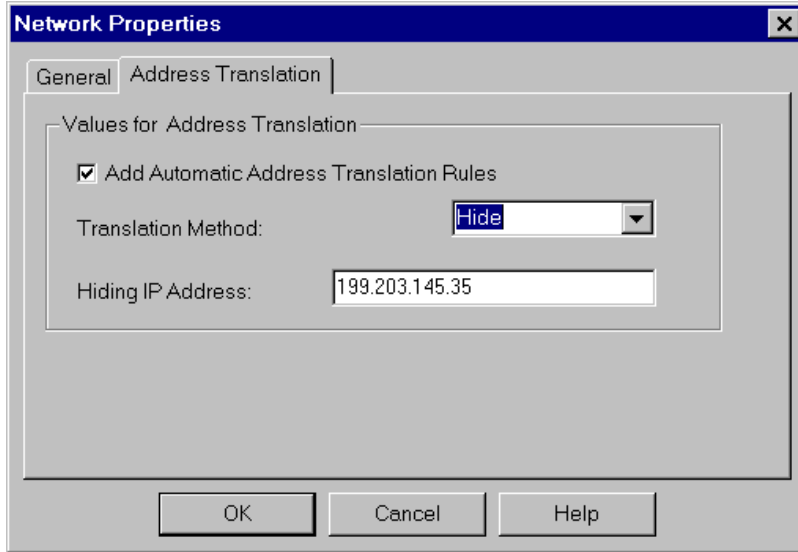 Network Properties
General Address Translation
Values for Address Translation
Add Automatic Address Translation Rules
Translation Method: Hide
Hiding IP Address: 199.203.145.35
OK Cancel Help